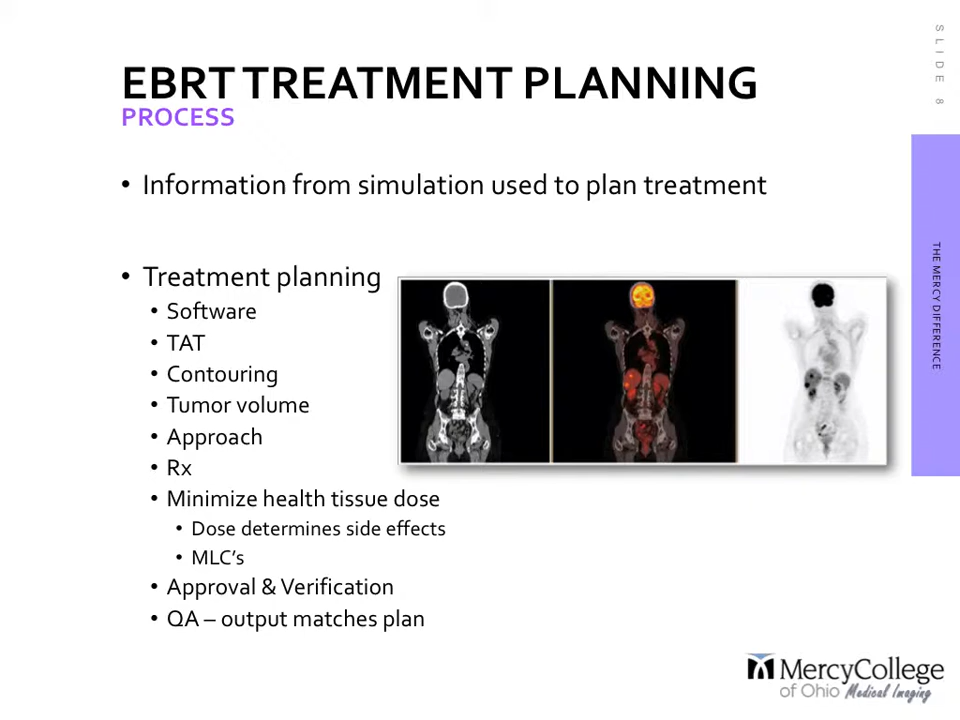 SLIDE 8
EBRT TREATMENT PLANNING
PROCESS
• Information from simulation used to plan treatment
• Treatment planning
• Software
• TAT
• Contouring
• Tumor volume
• Approach
• Rx
• Minimize health tissue dose
• Dose determines side effects
• MLC's
• Approval & Verification
• QA – output matches plan
THE MERCY DIFFERENCE
MercyCollege
of Ohio Medical Imaging